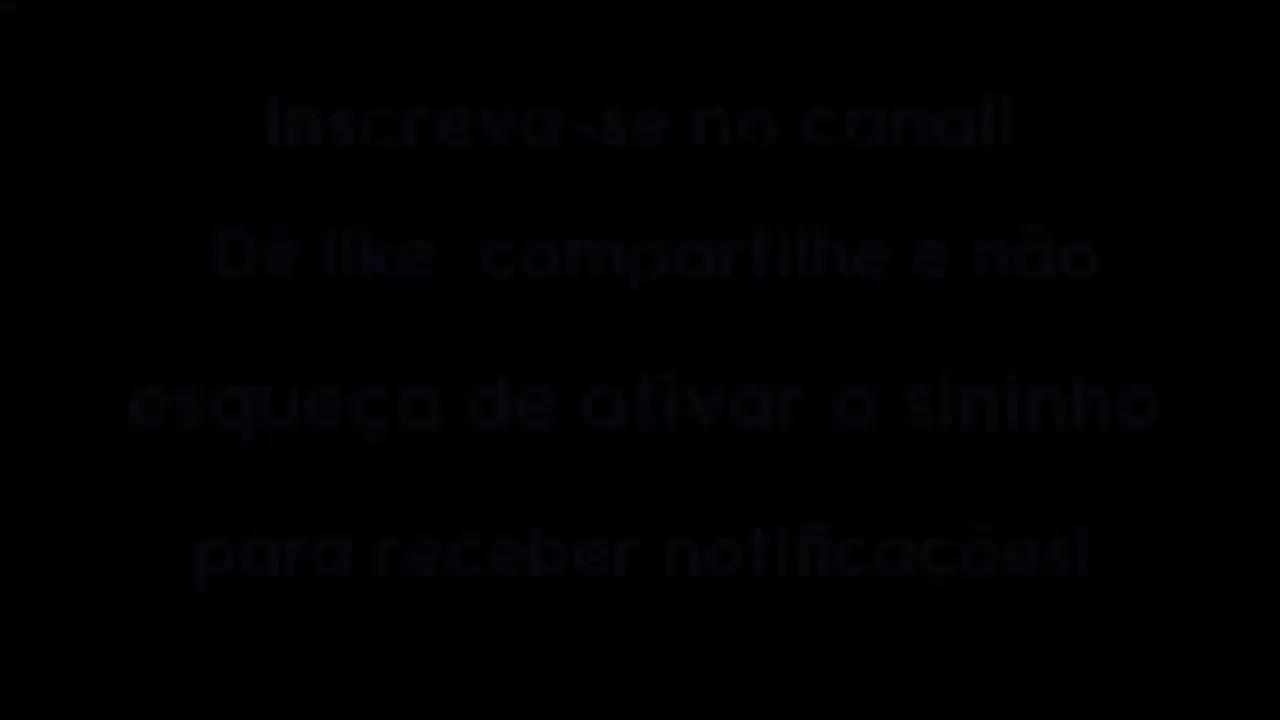 Inscreva-se no canal!
Dê like, compartilhe e não
esqueça de ativar o sininho
para receber notificações!